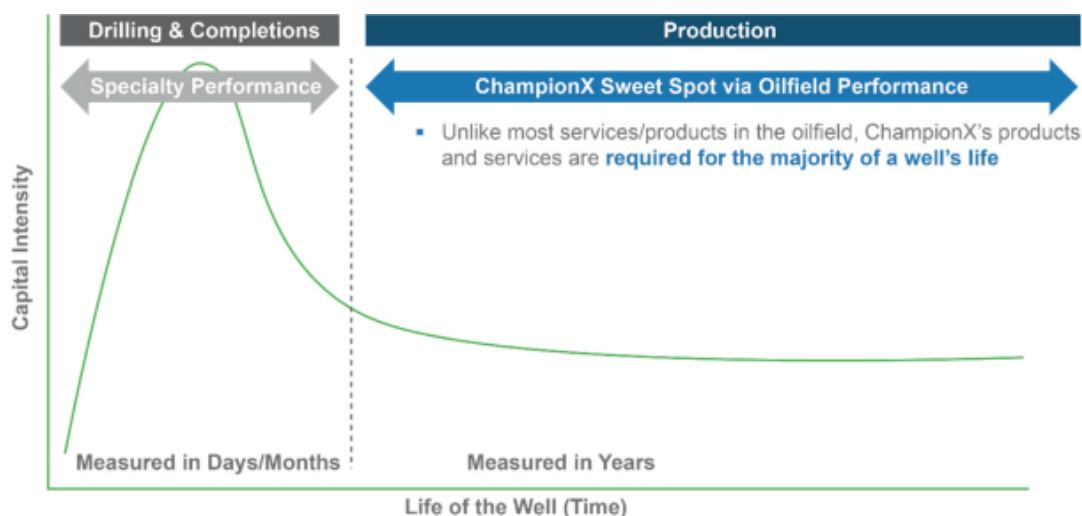 Drilling & Completions
Production
Specialty Performance
ChampionX Sweet Spot via Oilfield Performance
▪ Unlike most services/products in the oilfield, ChampionX’s products
and services are required for the majority of a well’s life
Capital Intensity
Measured in Days/Months
Measured in Years
Life of the Well (Time)